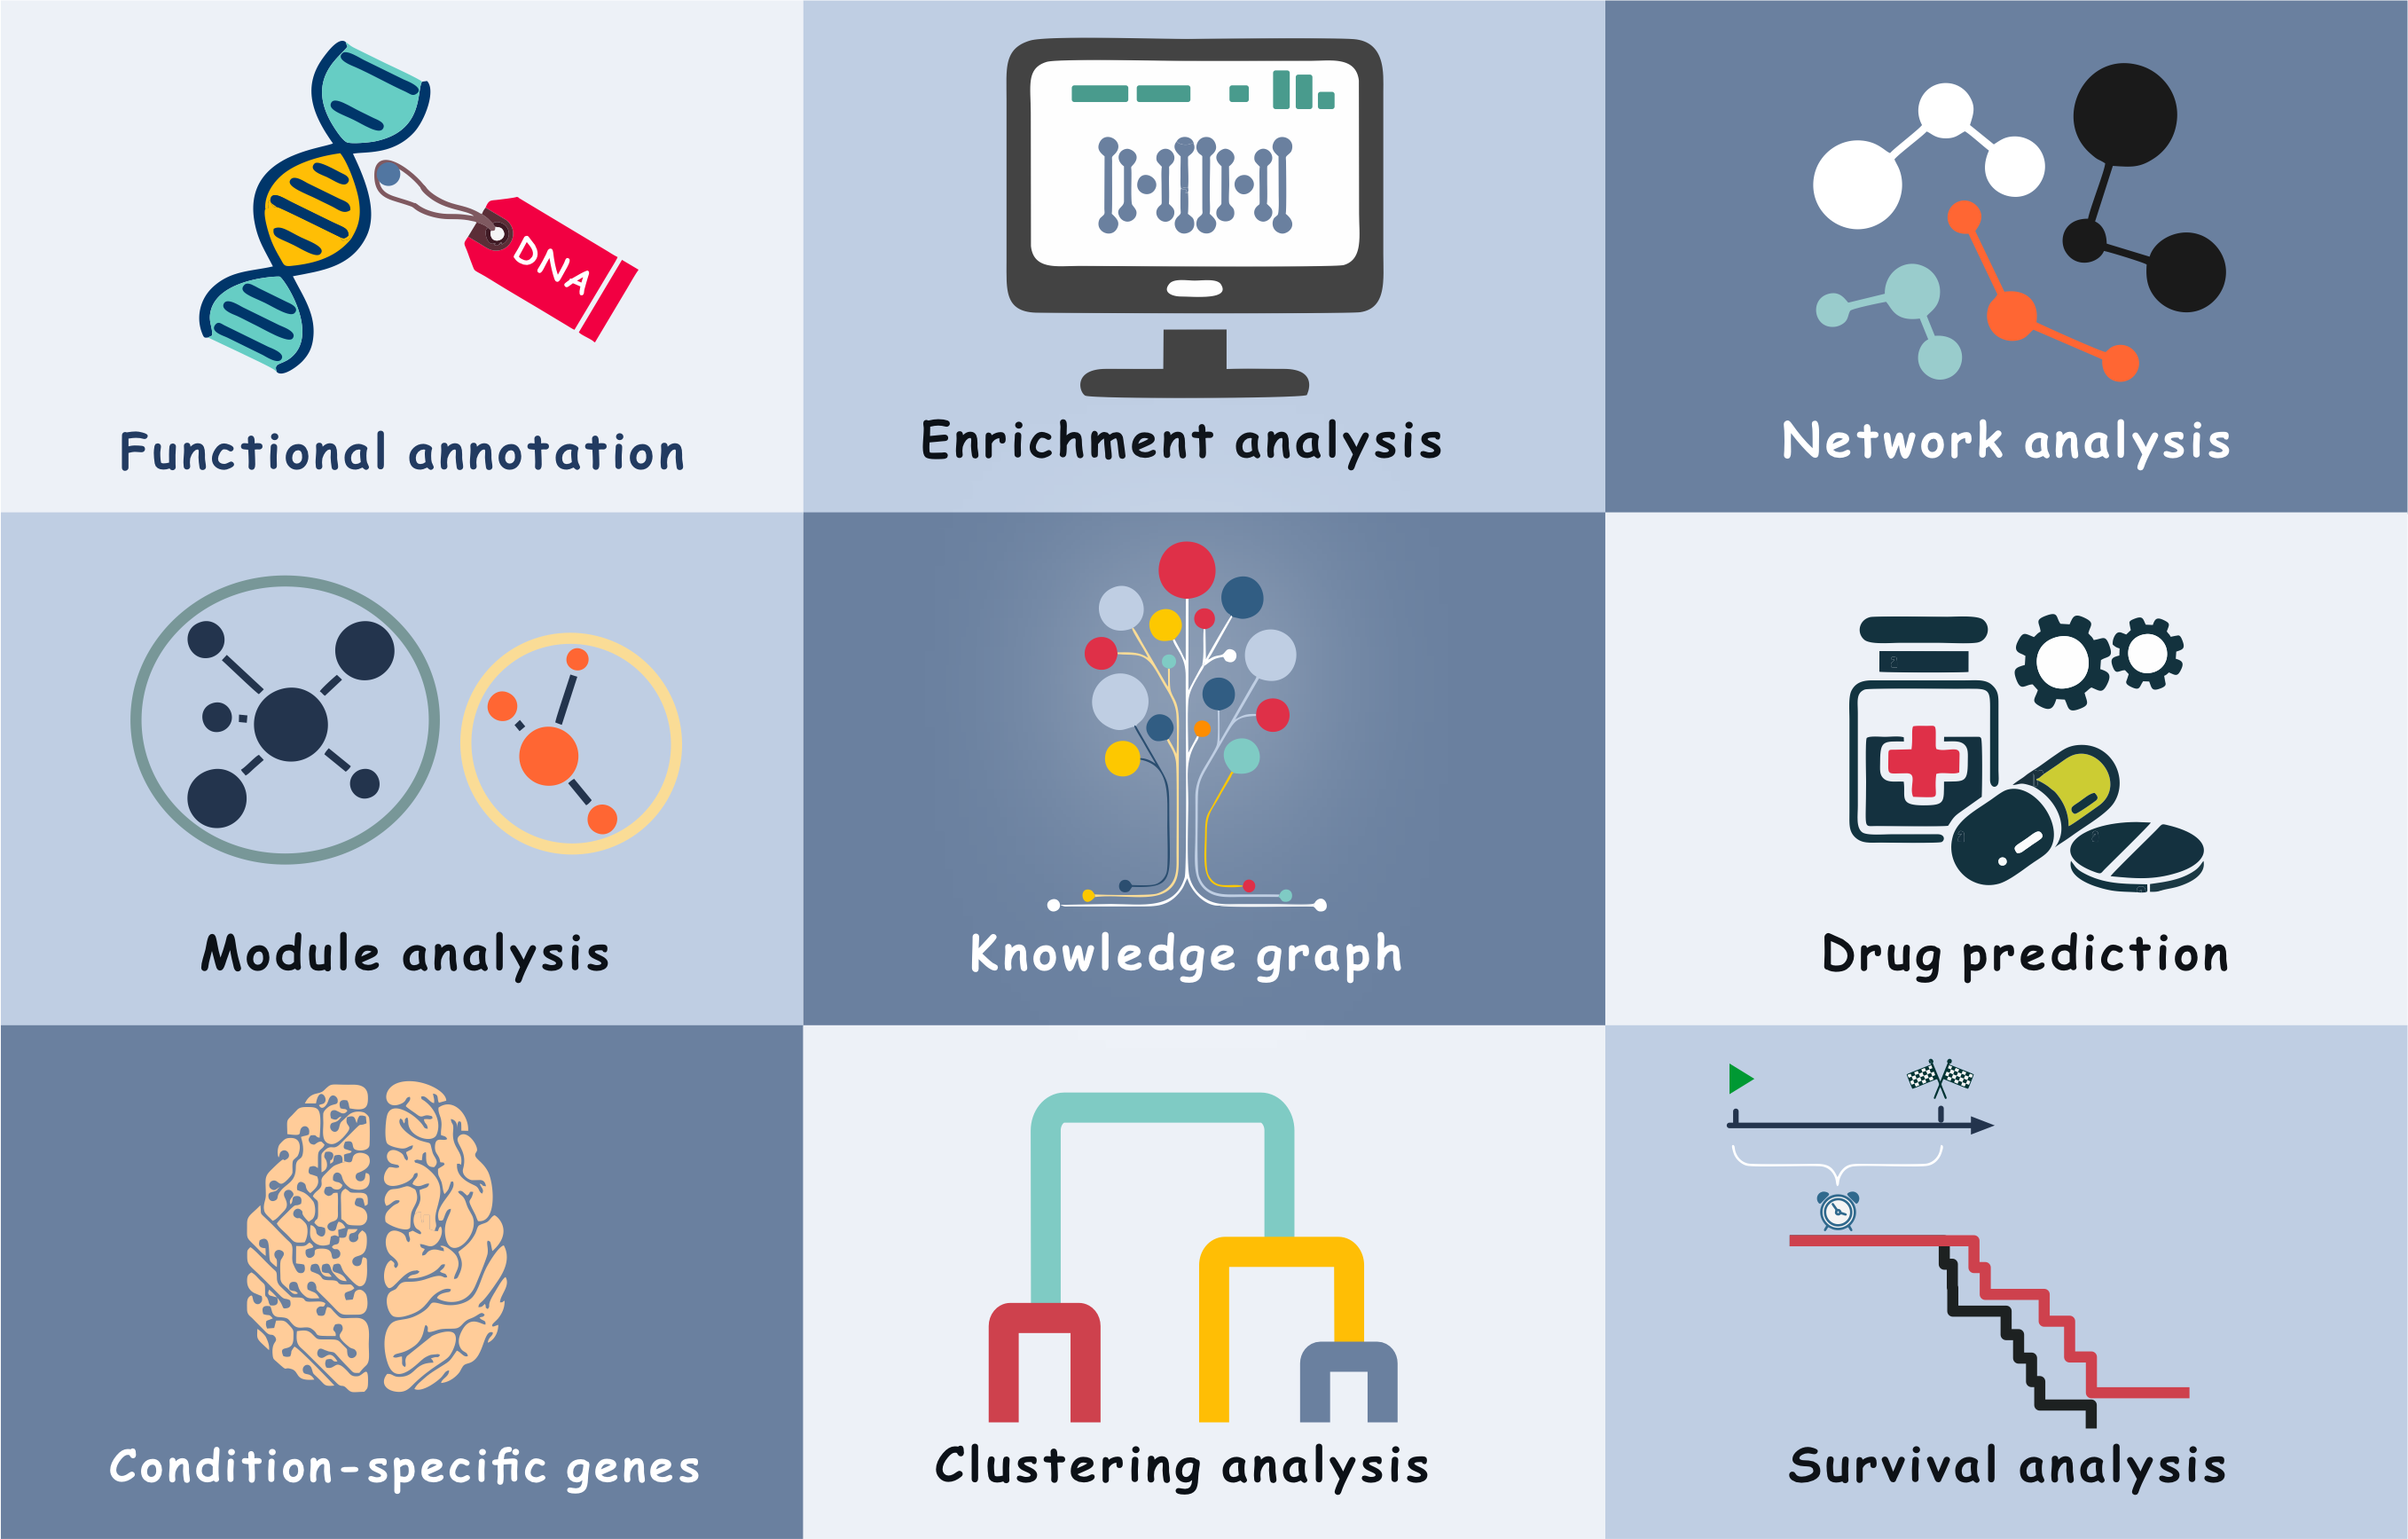 DNA
Functional annotation
Enrichment analysis
Network analysis
Module analysis
Knowledge graph
Drug prediction
Condition-specific genes
Clustering analysis
Survival analysis